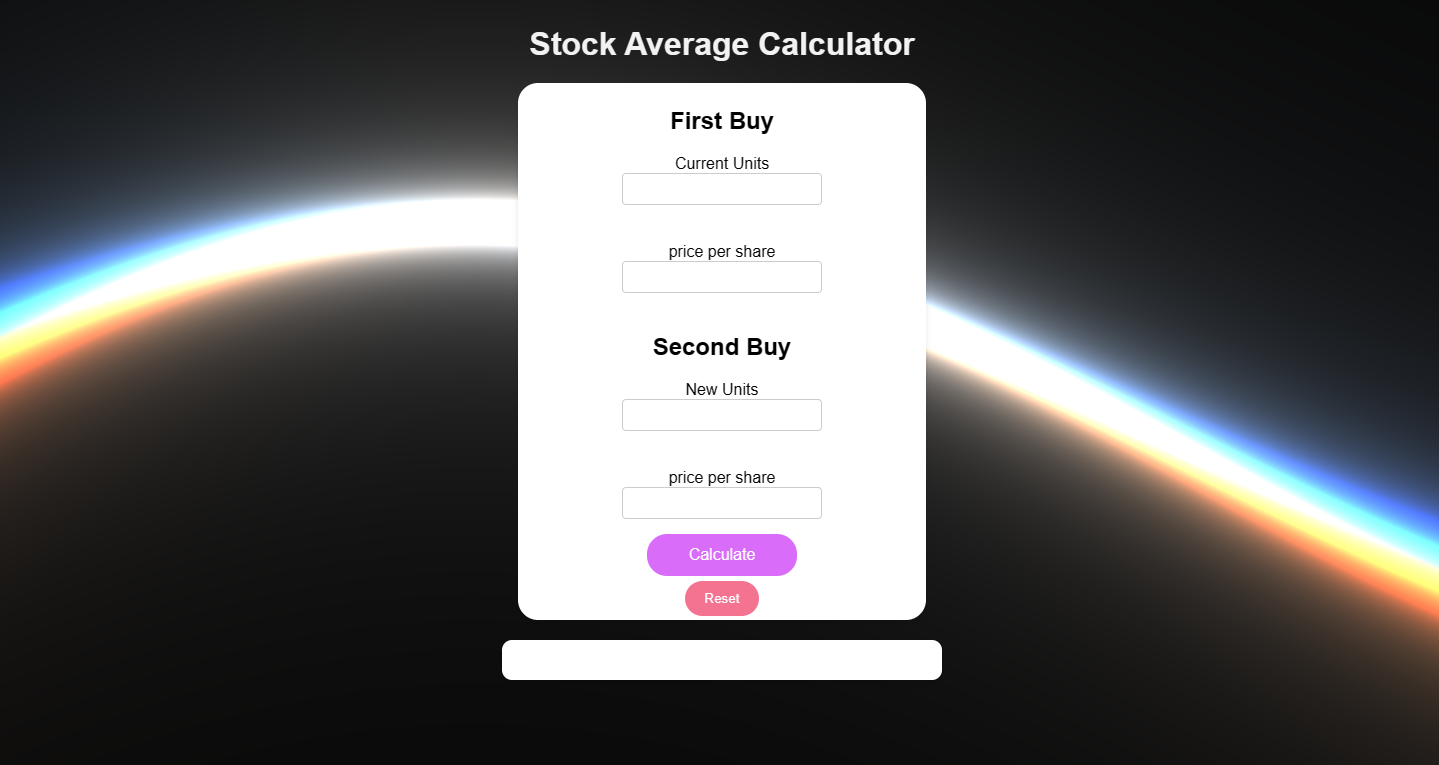 Stock Average Calculator
First Buy
Current Units
price per share
Second Buy
New Units
price per share
Calculate
Reset